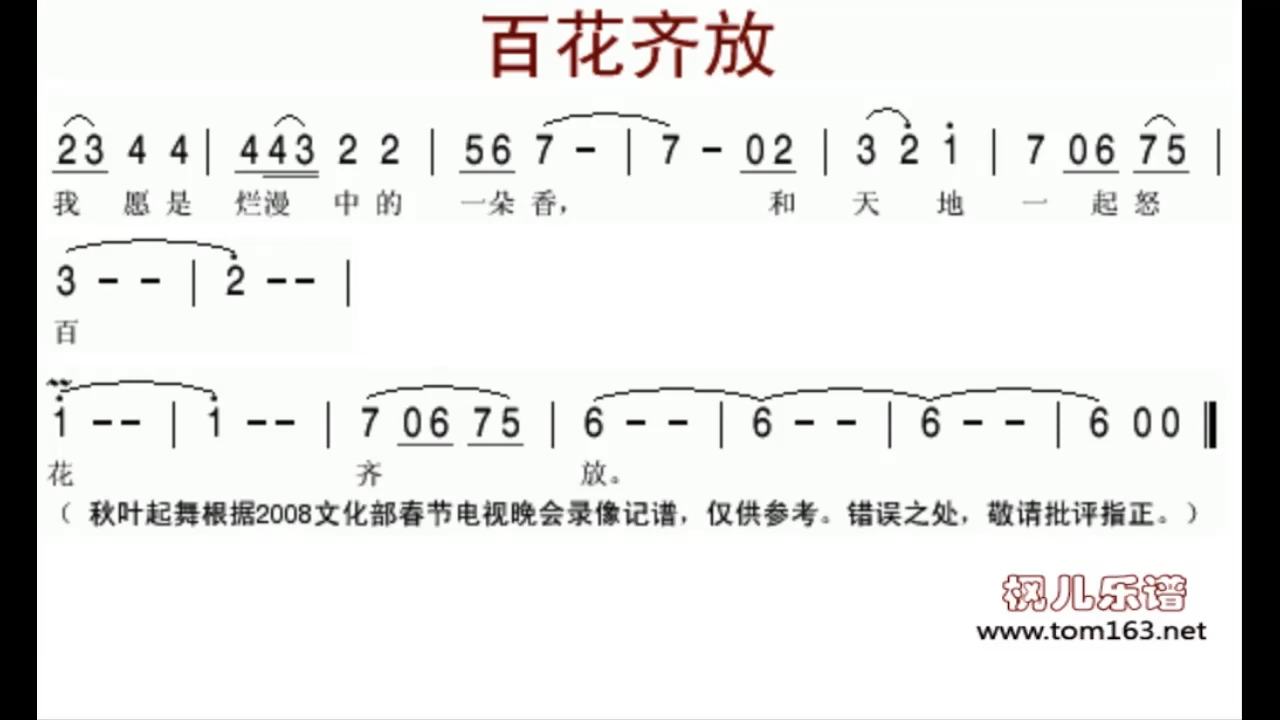 百花齐放
23 4 4 | 443 2 2 | 56 7 – | 7 – 02 | 3 2 1 | 7 06 75 |
我 愿 是 烂漫 中 的 一朵 香， 和 天 地 一 起 怒
3 – – | 2 – – |
百
1 – – | 1 – – | 7 06 75 | 6 – – | 6 – – | 6 – – | 6 0 0 ‖
花 齐 放。
（ 秋叶起舞根据2008文化部春节电视晚会录像记谱，仅供参考。错误之处，敬请批评指正。）
枫儿乐谱
www.tom163.net